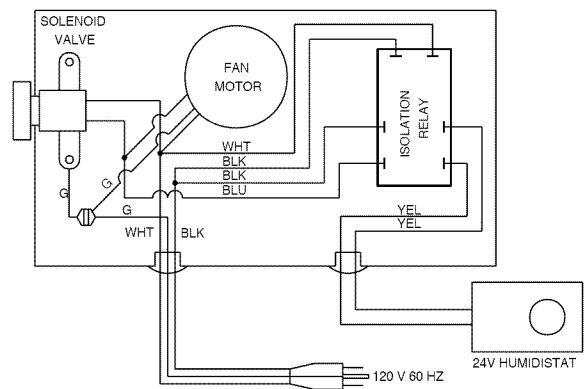 SOLENOID
VALVE
FAN
MOTOR
ISOLATION
RELAY
WHT
BLK
BLK
BLU
G
G
G
WHT
BLK
YEL
YEL
24V HUMIDISTAT
120 V 60 HZ